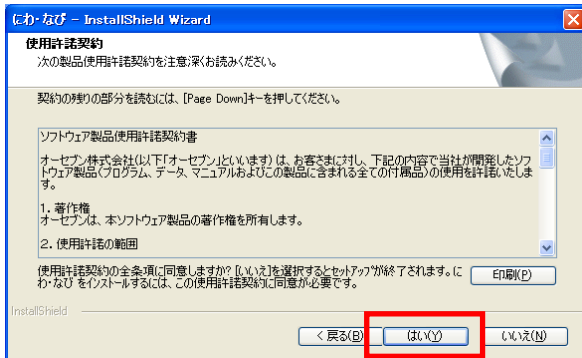 にわ・なび - InstallShield Wizard
使用許諾契約
次の製品使用許諾契約を注意深くお読みください。
契約の残りの部分を読むには、[Page Down]キーを押してください。
ソフトウェア製品使用許諾契約書
オーセブン株式会社(以下「オーセブン」といいます) は、お客さまに対し、下記の内容で当社が開発したソフ
トウェア製品(プログラム、データ、マニュアルおよびこの製品に含まれる全ての付属品)の使用を許諾いたしま
す。
1. 著作権
オーセブンは、本ソフトウェア製品の著作権を所有します。
2. 使用許諾の範囲
使用許諾契約の全条項に同意しますか? [いいえ]を選択するとセットアップが終了されます。に
わ・なび をインストールするには、この使用許諾契約に同意が必要です。
印刷(P)
InstallShield
< 戻る(B)
はい(Y)
いいえ(N)